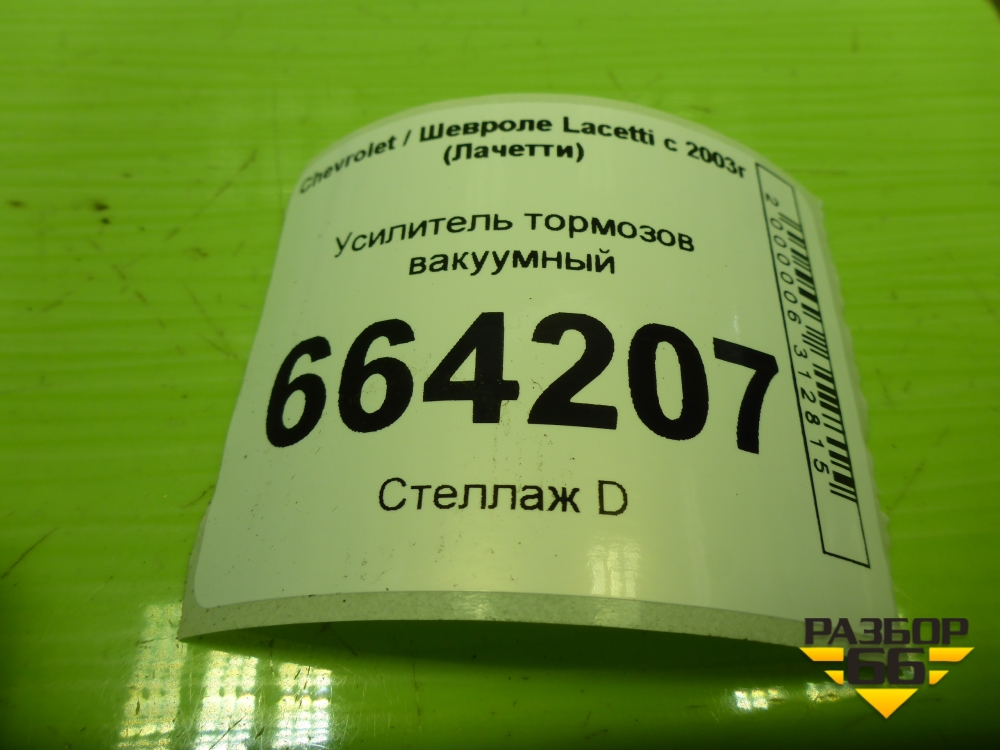 Chevrolet / Шевроле Lacetti с 2003г
(Лачетти)
Усилитель тормозов
вакуумный
664207
Стеллаж D
2000006312815
РАЗБОР
66